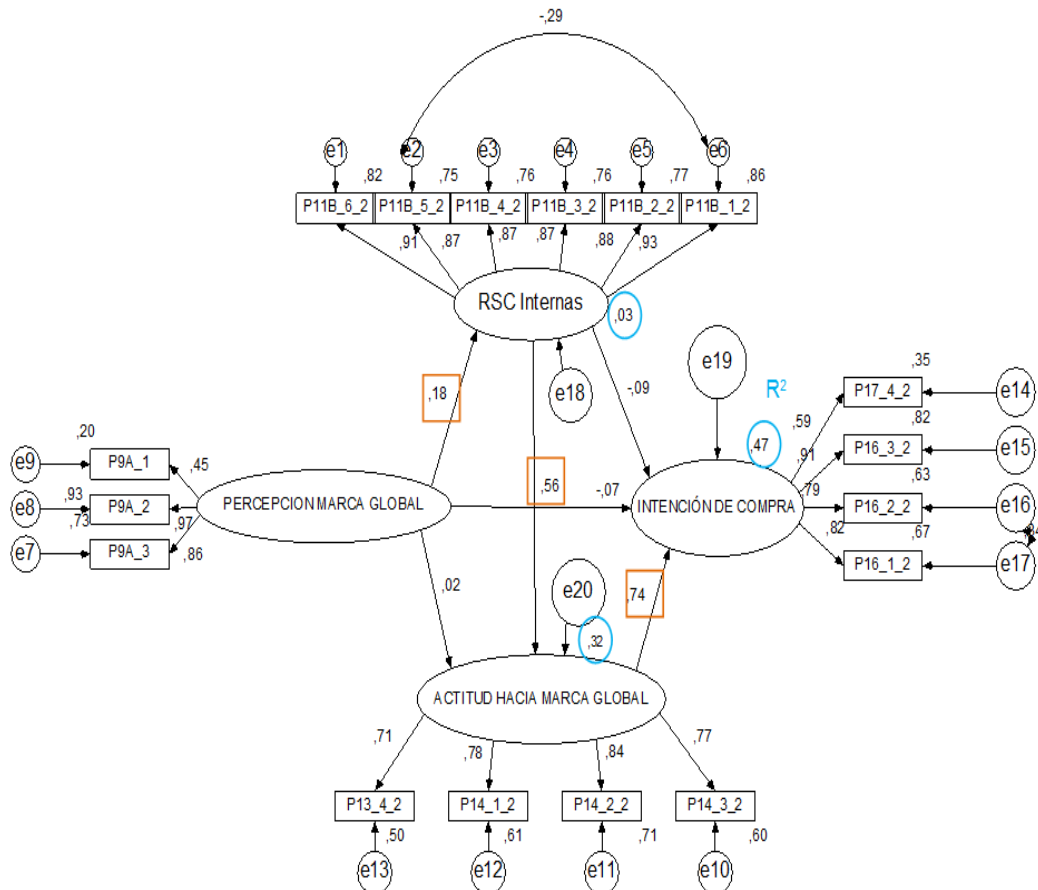 -,29
e1 e2 e3 e4 e5 e6
,82 ,75 ,76 ,76 ,77 ,86
P11B_6_2 P11B_5_2 P11B_4_2 P11B_3_2 P11B_2_2 P11B_1_2
,91 ,87 ,87 ,87 ,88 ,93
RSC Internas
,03
e19
,35
R²
,18
e18
-,09
P17_4_2
e14
,59
,82
,20
,47
,91
P16_3_2
e15
e9
P9A_1
,45
,63
,93
PERCEPCION MARCA GLOBAL
,56
-,07
INTENCIÓN DE COMPRA
,79
P16_2_2
e16
e8
P9A_2
,73
,97
,82
,67
e7
P9A_3
,86
P16_1_2
e17
,02
e20
,74
,32
ACTITUD HACIA MARCA GLOBAL
,71 ,78 ,84 ,77
P13_4_2 P14_1_2 P14_2_2 P14_3_2
,50 ,61 ,71 ,60
e13 e12 e11 e10